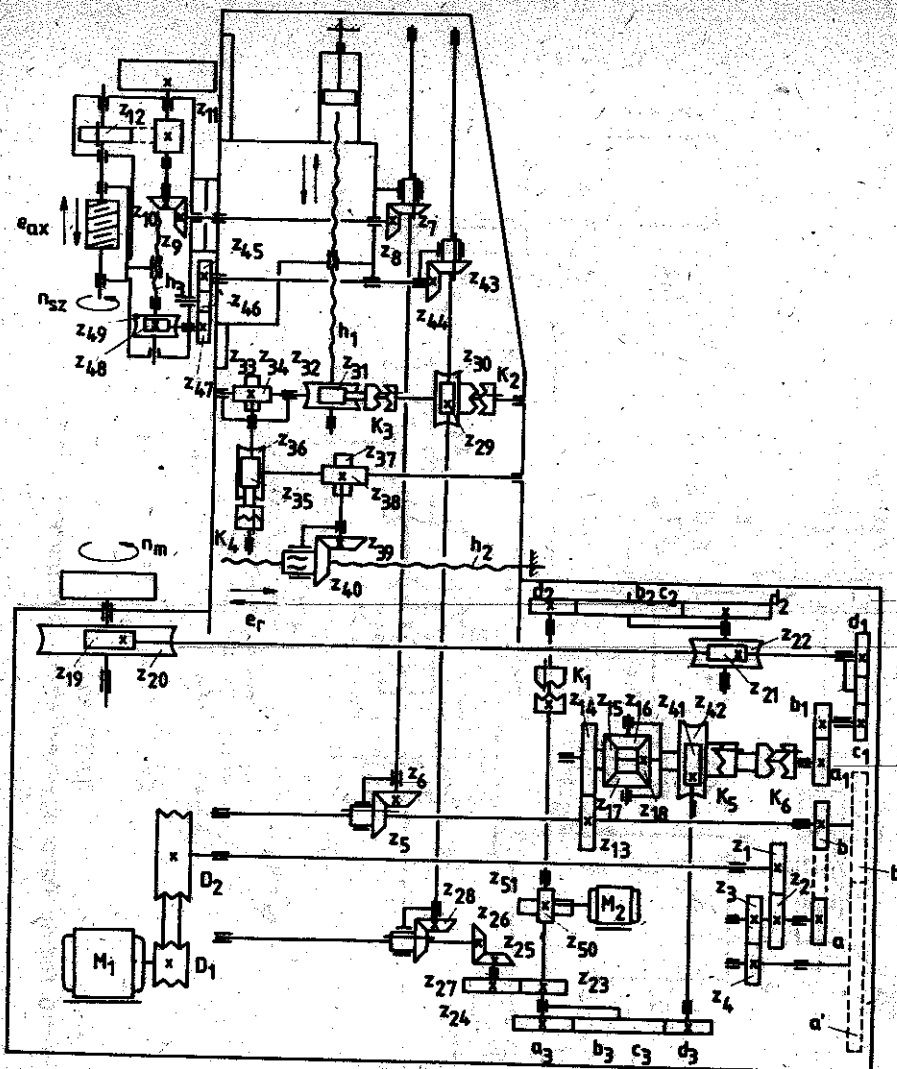 z12
z11
eax
z10
z9
z7
z8
z45
z43
nsz
h3
z46
z44
z49
z48
h1
z47
z33 z34 z32 z31
z30
K2
K3
z29
z36
z37
z35
z38
K4
z39
h2
nm
z40
er
d2
b2 c2
d2
z22
d1
z19
z20
z21
K1
z14 z15 z16 z41 z42
b1
c1
a1
z6
z17
z18
K5
K6
z5
z13
b
z1
D2
z51
z3
z2
b
z28
z26
M2
M1
z25
z50
a
D1
z27
z23
z4
z24
a'
a3
b3
c3
d3